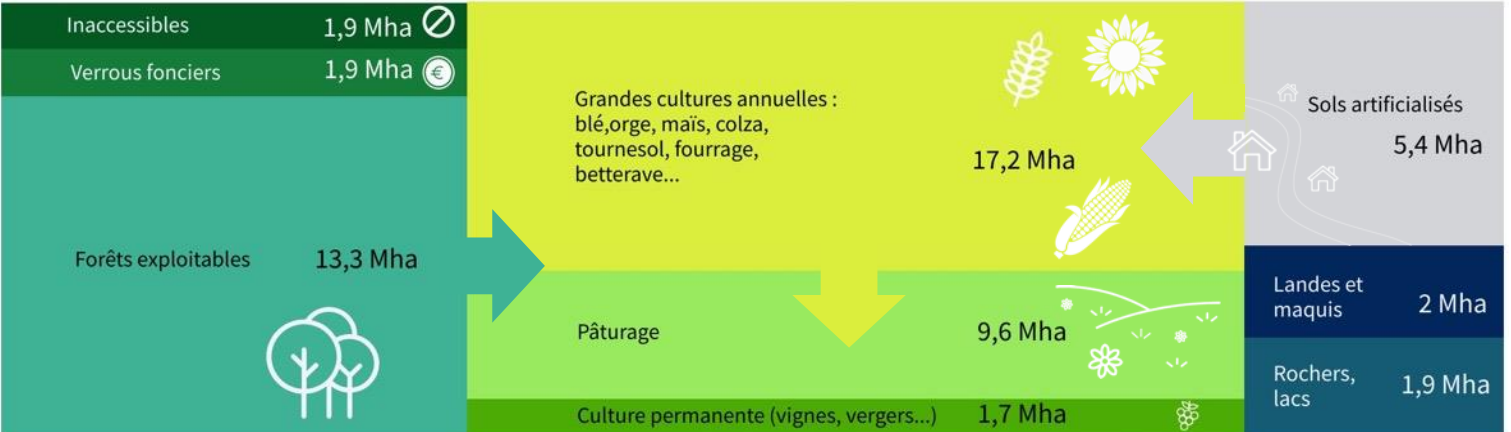 Inaccessibles 1,9 Mha
Verrous fonciers 1,9 Mha €
Forêts exploitables 13,3 Mha
Grandes cultures annuelles :
blé,orge, maïs, colza,
tournesol, fourrage,
betterave...
17,2 Mha
Pâturage 9,6 Mha
Culture permanente (vignes, vergers...) 1,7 Mha
Sols artificialisés
5,4 Mha
Landes et
maquis
2 Mha
Rochers,
lacs
1,9 Mha